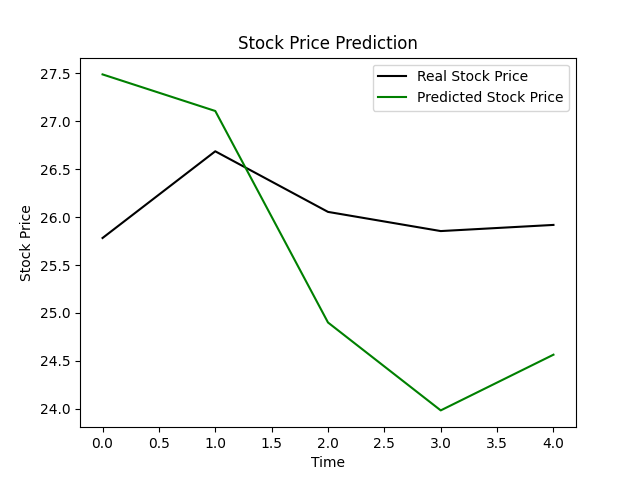 Stock Price Prediction
Real Stock Price
Predicted Stock Price
Stock Price
27.5
27.0
26.5
26.0
25.5
25.0
24.5
24.0
0.0 0.5 1.0 1.5 2.0 2.5 3.0 3.5 4.0
Time